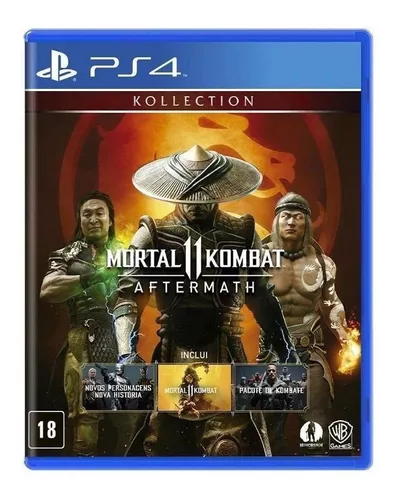 PS4
KOLLECTION
MORTAL 11 KOMBAT
AFTERMATH
INCLUI
NOVOS PERSONAGENS
NOVA HISTÓRIA
MORTAL 11 KOMBAT
PACOTE DE KOMBATE
18
WB
GAMES